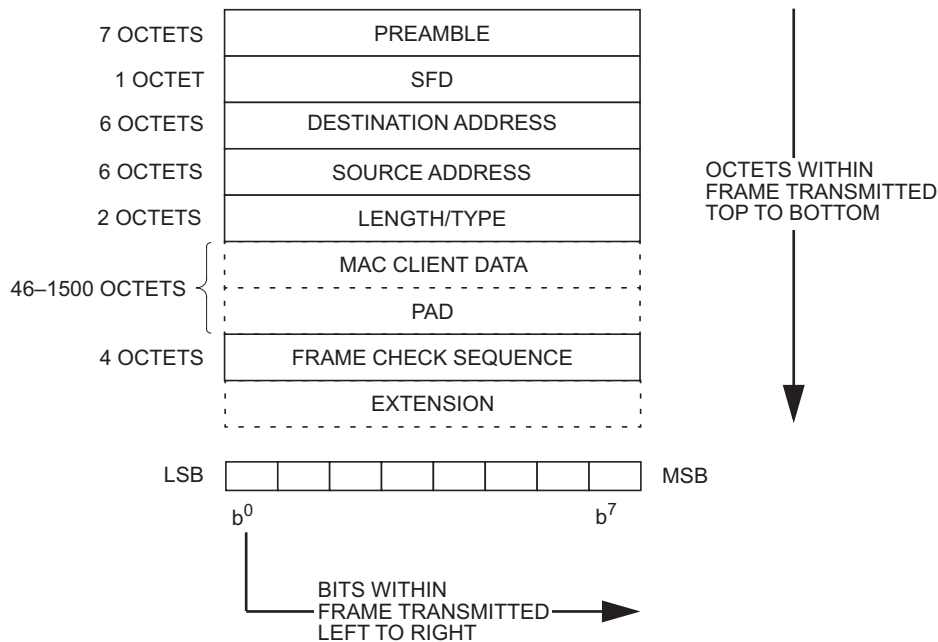 7 OCTETS PREAMBLE
1 OCTET SFD
6 OCTETS DESTINATION ADDRESS
6 OCTETS SOURCE ADDRESS
2 OCTETS LENGTH/TYPE
MAC CLIENT DATA
46–1500 OCTETS
PAD
4 OCTETS FRAME CHECK SEQUENCE
EXTENSION
OCTETS WITHIN
FRAME TRANSMITTED
TOP TO BOTTOM
LSB MSB
b0 b7
BITS WITHIN
FRAME TRANSMITTED
LEFT TO RIGHT